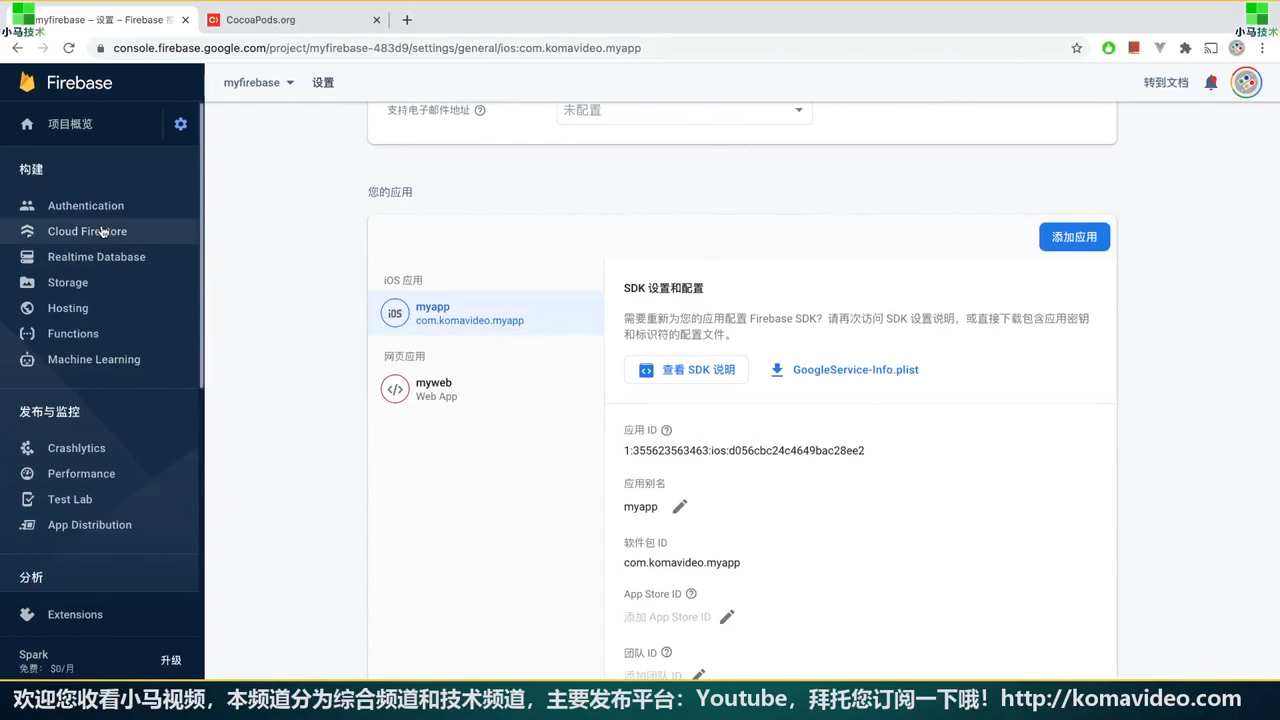 myfirebase – 设置 – Firebase
CocoaPods.org
小马技术
小马技术
console.firebase.google.com/project/myfirebase-483d9/settings/general/ios:com.komavideo.myapp
Firebase
myfirebase
设置
转到文档
项目概览
构建
Authentication
Cloud Firestore
Realtime Database
Storage
Hosting
Functions
Machine Learning
发布与监控
Crashlytics
Performance
Test Lab
App Distribution
分析
Extensions
Spark
免费: $0/月
升级
支持电子邮件地址
未配置
您的应用
添加应用
iOS 应用
iOS
myapp
com.komavideo.myapp
网页应用
myweb
Web App
SDK 设置和配置
需要重新为您的应用配置 Firebase SDK？请再次访问 SDK 设置说明，或直接下载包含应用密钥
和标识符的配置文件。
查看 SDK 说明
GoogleService-Info.plist
应用 ID
1:355623563463:ios:d056cbc24c4649bac28ee2
应用别名
myapp
软件包 ID
com.komavideo.myapp
App Store ID
添加 App Store ID
团队 ID
添加团队 ID
欢迎您收看小马视频，本频道分为综合频道和技术频道，主要发布平台：Youtube，拜托您订阅一下哦！http://komavideo.com